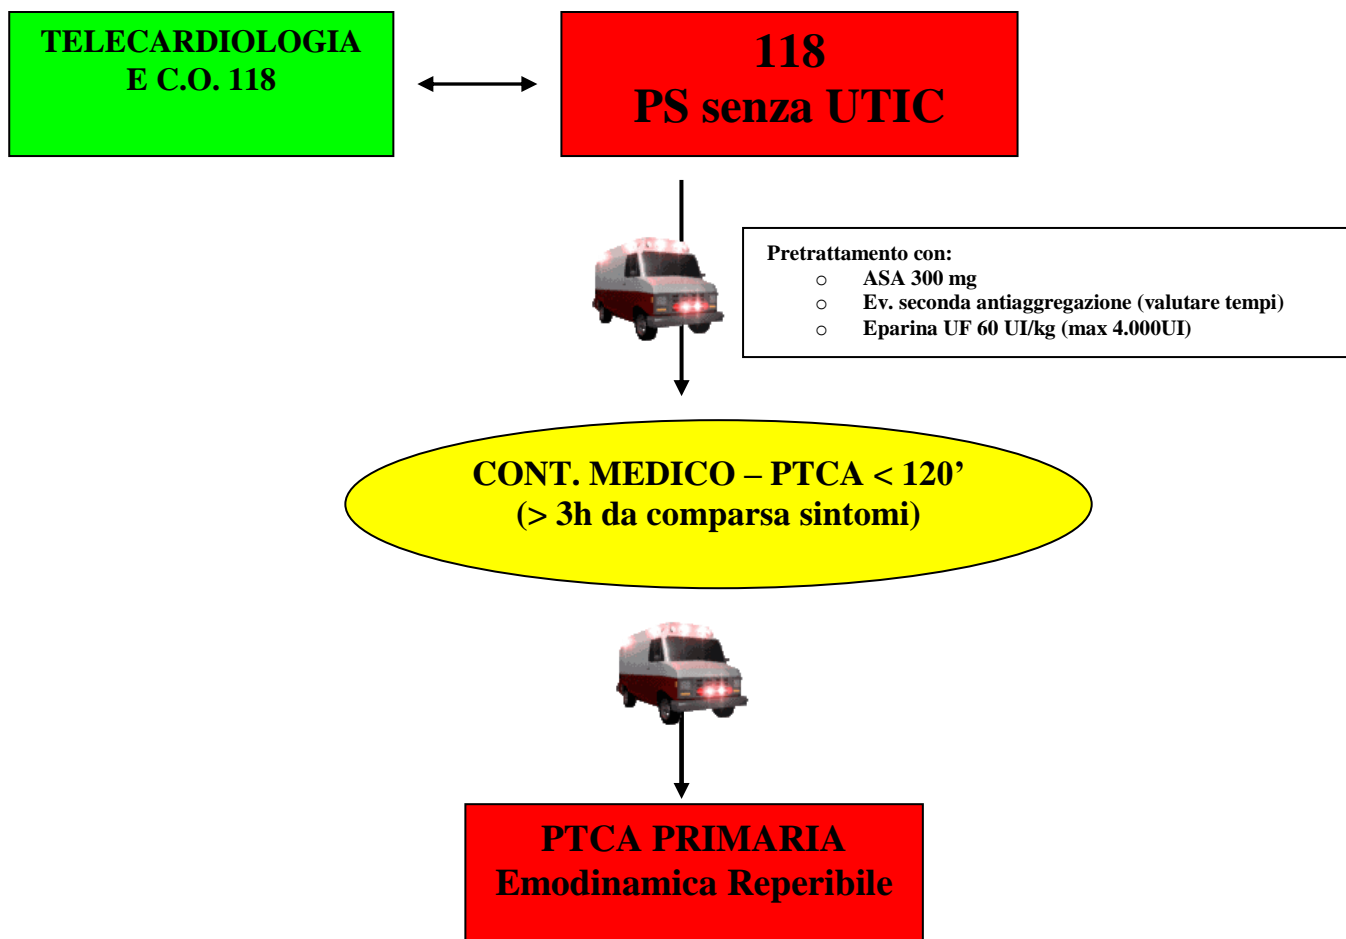 TELECARDIOLOGIA
E C.O. 118
118
PS senza UTIC
Pretrattamento con:
o ASA 300 mg
o Ev. seconda antiaggregazione (valutare tempi)
o Eparina UF 60 UI/kg (max 4.000UI)
CONT. MEDICO – PTCA < 120’
(> 3h da comparsa sintomi)
PTCA PRIMARIA
Emodinamica Reperibile